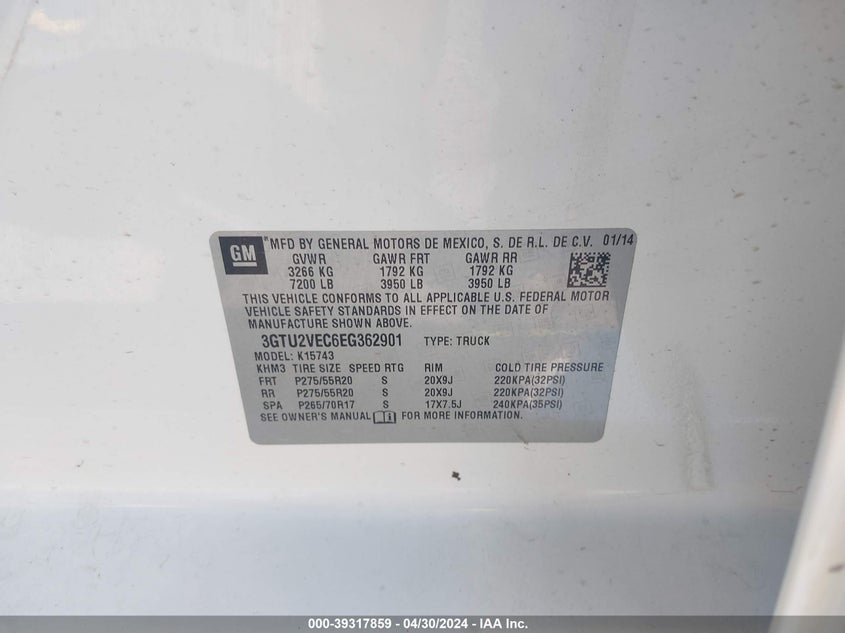 GM MFD BY GENERAL MOTORS DE MEXICO, S. DE R.L. DE C.V. 01/14
GVWR GAWR FRT GAWR RR
3266 KG 1792 KG 1792 KG
7200 LB 3950 LB 3950 LB
THIS VEHICLE CONFORMS TO ALL APPLICABLE U.S. FEDERAL MOTOR
VEHICLE SAFETY STANDARDS IN EFFECT ON THE DATE OF
MANUFACTURE SHOWN ABOVE.
3GTU2VEC6EG362901 TYPE: TRUCK
MODEL: K15743
KHM3 TIRE SIZE SPEED RTG RIM COLD TIRE PRESSURE
FRT P275/55R20 S 20X9J 220KPA(32PSI)
RR P275/55R20 S 20X9J 220KPA(32PSI)
SPA P265/70R17 S 17X7.5J 240KPA(35PSI)
SEE OWNER'S MANUAL FOR MORE INFORMATION.
000-39317859 - 04/30/2024 - IAA Inc.